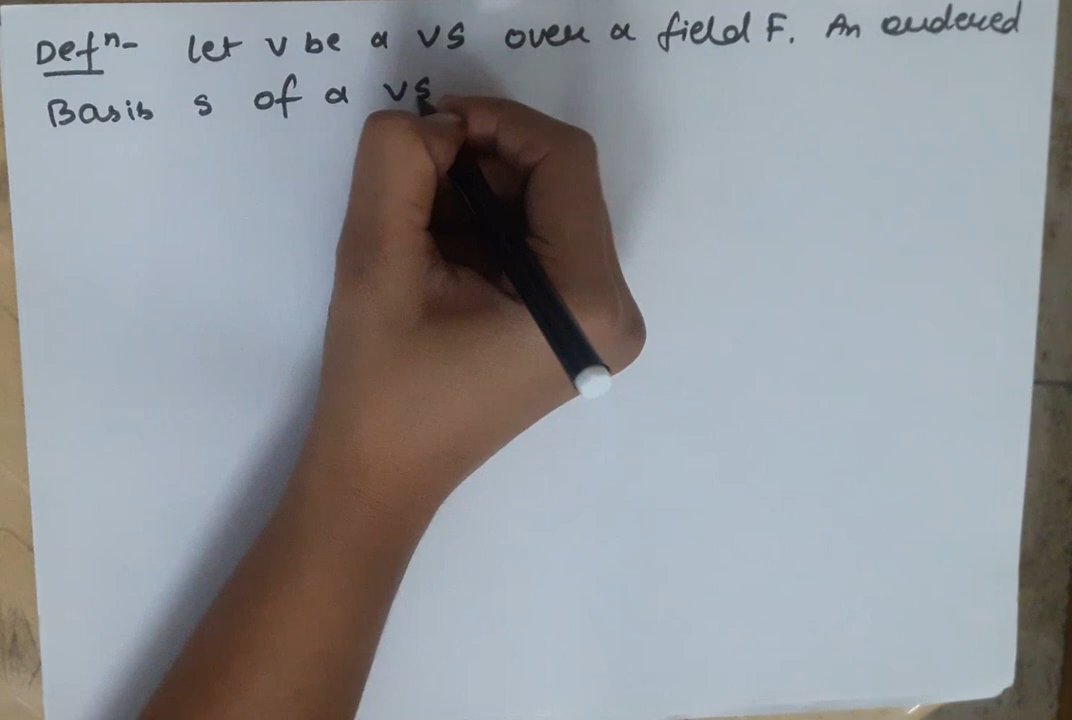 Defⁿ- let v be a vs over a field F. An ordered
Basis s of a vs